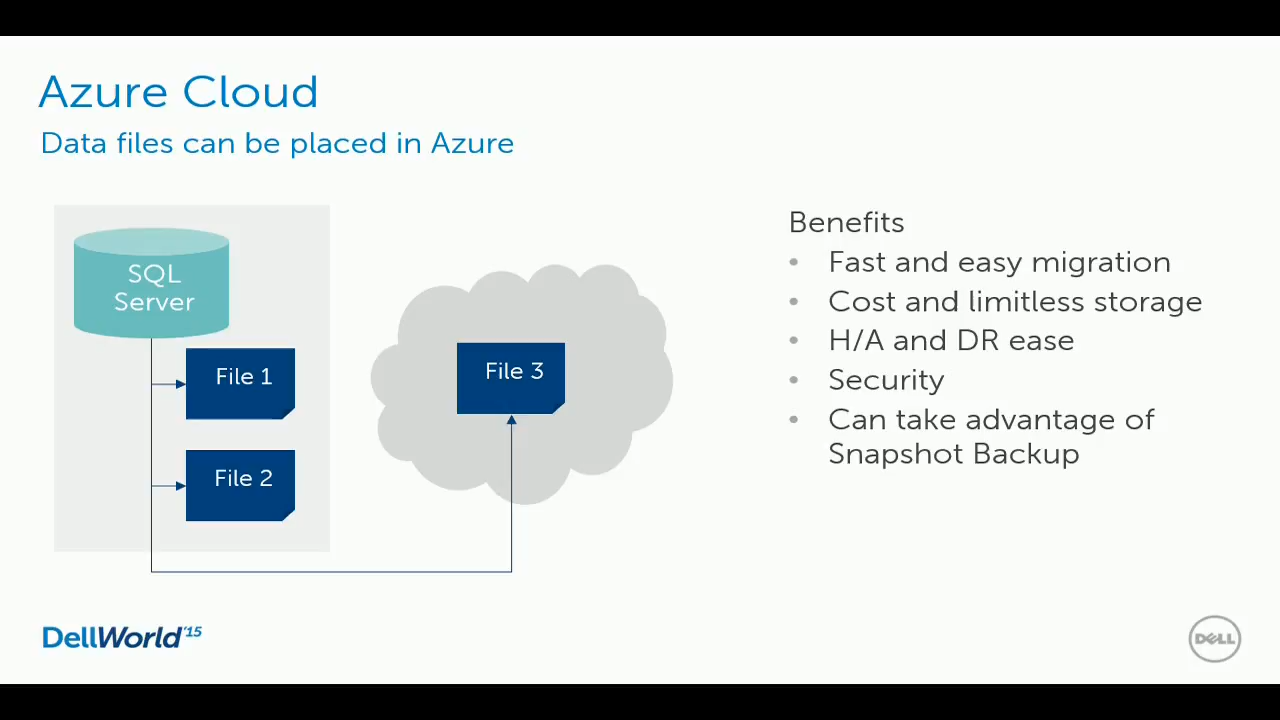 Azure Cloud
Data files can be placed in Azure
SQL
Server
File 1
File 2
File 3
Benefits
• Fast and easy migration
• Cost and limitless storage
• H/A and DR ease
• Security
• Can take advantage of
Snapshot Backup
DellWorld'15
DELL